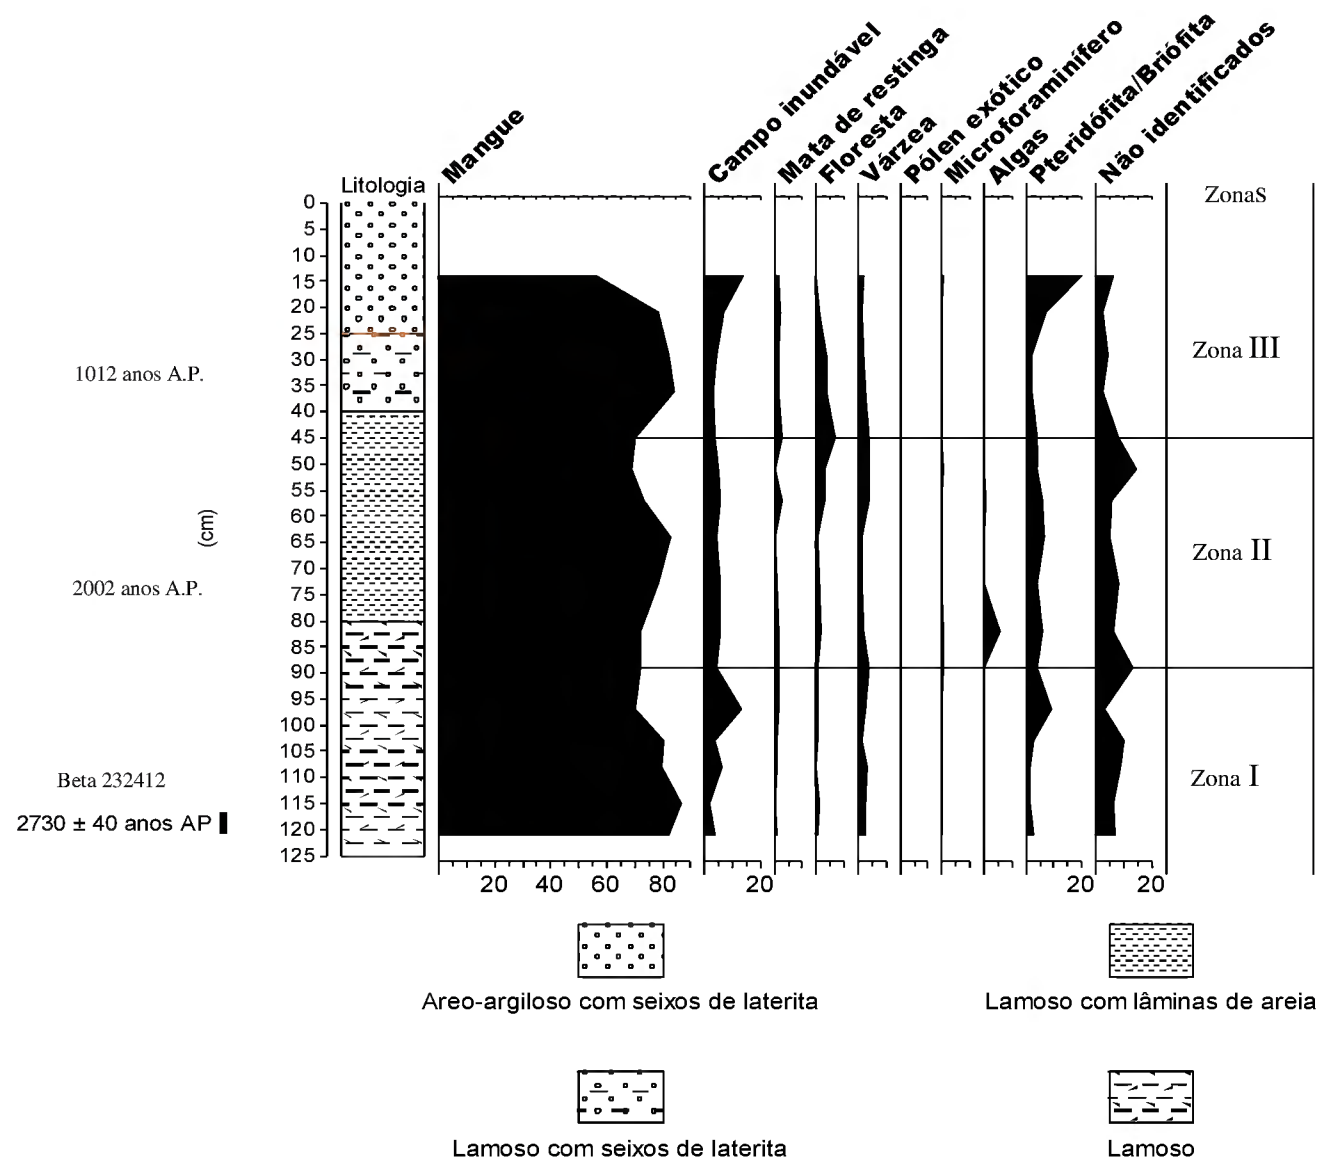 Mangue
Campo inundável
Mata de restinga
Floresta
Várzea
Pólen exótico
Microforaminífero
Algas
Pteridófita/Briófita
Não identificados
Litologia
ZonaS
0
5
10
15
20
25
30
35
40
45
50
55
60
65
70
75
80
85
90
95
100
105
110
115
120
125
(cm)
1012 anos A.P.
2002 anos A.P.
Beta 232412
2730 ± 40 anos AP
Zona III
Zona II
Zona I
20 40 60 80 20 20 20
Areo-argiloso com seixos de laterita
Lamoso com lâminas de areia
Lamoso com seixos de laterita
Lamoso